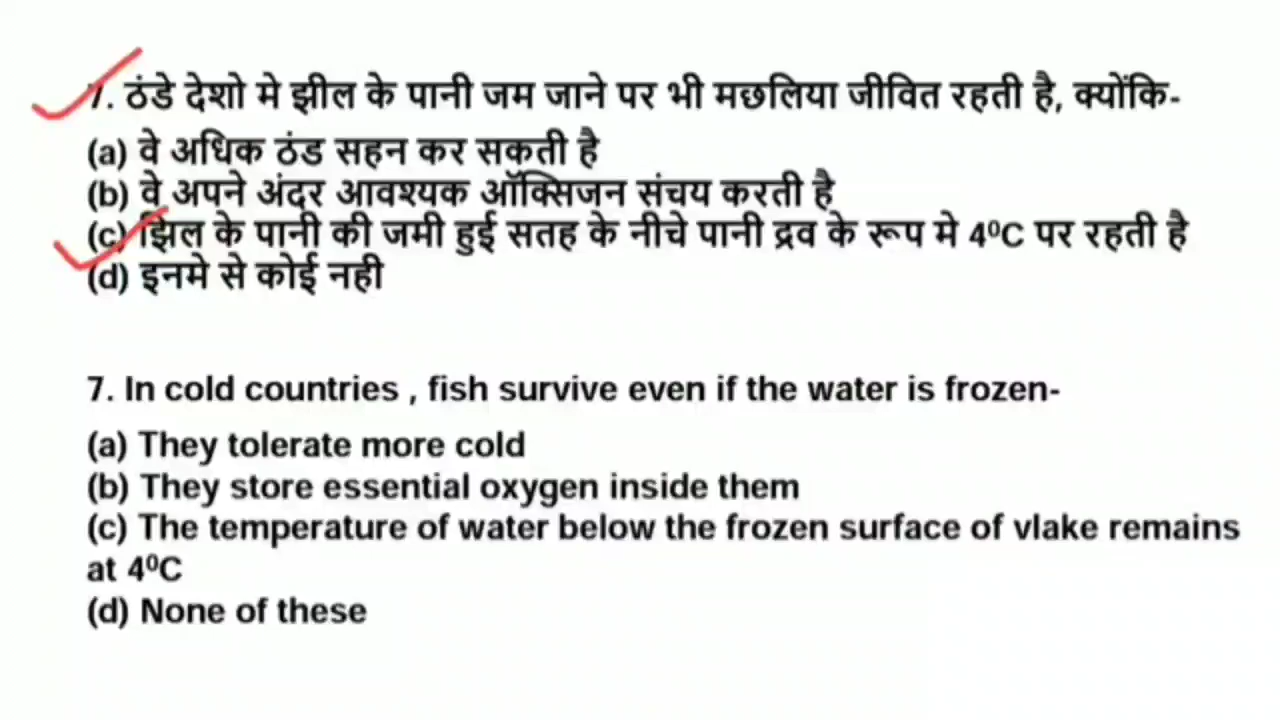 7. ठंडे देशो मे झील के पानी जम जाने पर भी मछलिया जीवित रहती है, क्योंकि-
(a) वे अधिक ठंड सहन कर सकती है
(b) वे अपने अंदर आवश्यक ऑक्सिजन संचय करती है
(c) झिल के पानी की जमी हुई सतह के नीचे पानी द्रव के रूप मे 4⁰C पर रहती है
(d) इनमे से कोई नही
7. In cold countries , fish survive even if the water is frozen-
(a) They tolerate more cold
(b) They store essential oxygen inside them
(c) The temperature of water below the frozen surface of vlake remains
at 4⁰C
(d) None of these